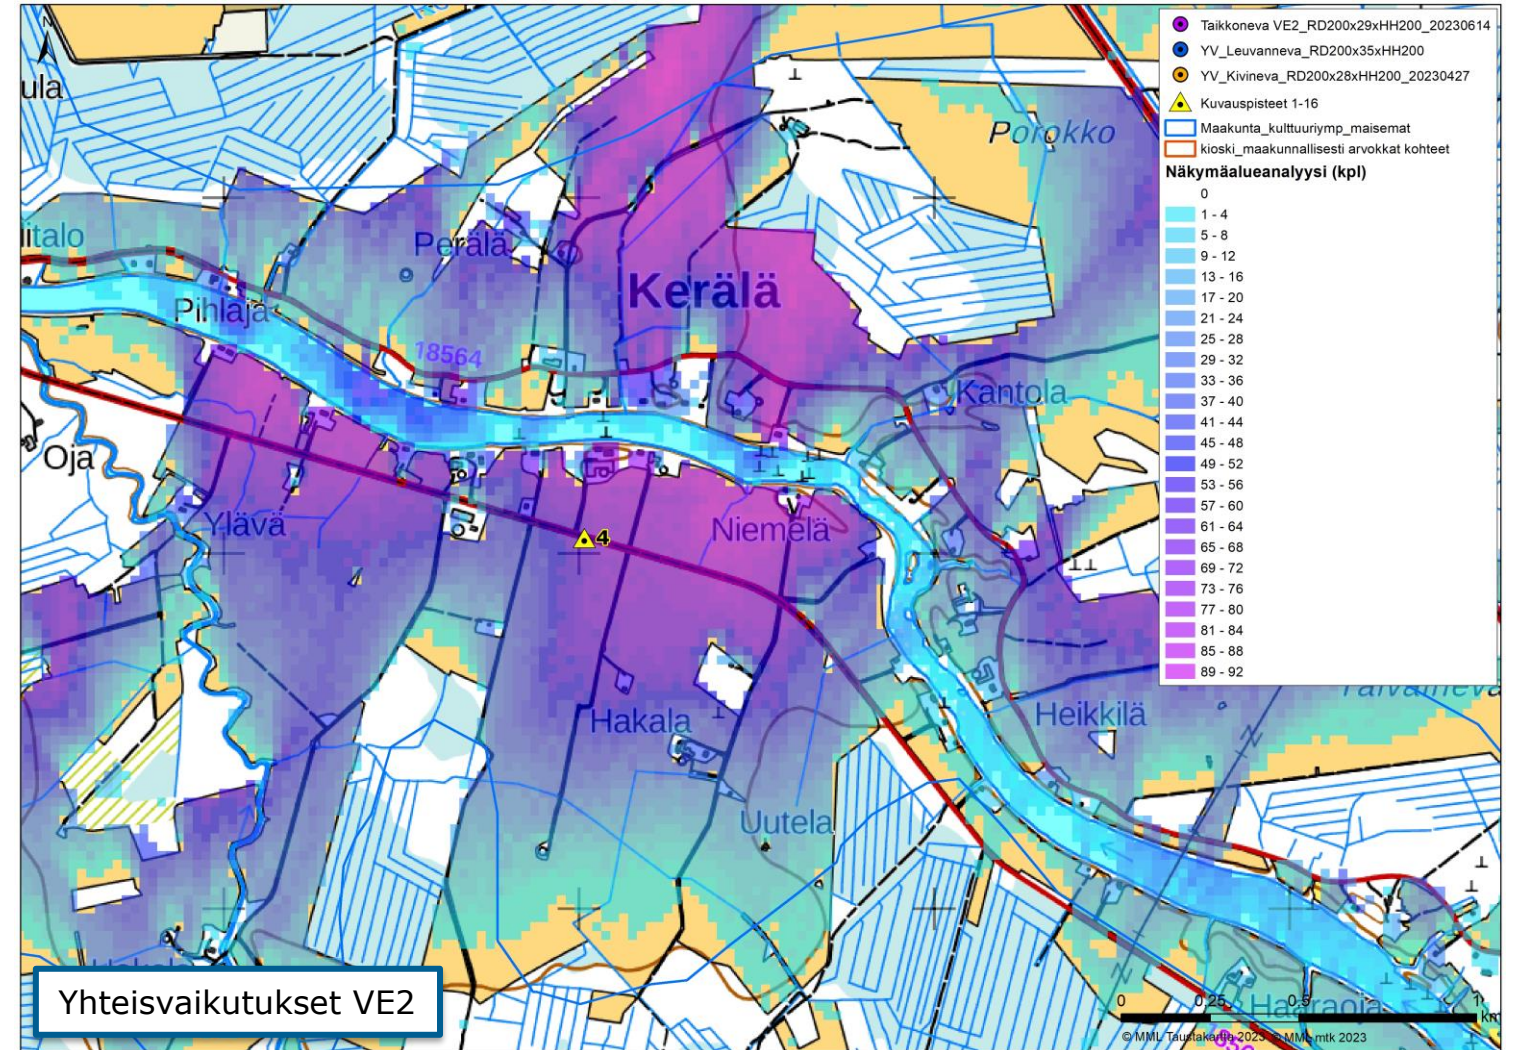 N
ula
Porokko
iitalo
Perälä
Kerälä
Pihlaja
18564
Kantola
Oja
Ylävä
Niemelä
4
Hakala
Heikkilä
Uutela
Haaraoja
Taikkoneva VE2_RD200x29xHH200_20230614
YV_Leuvanneva_RD200x35xHH200
YV_Kivineva_RD200x28xHH200_20230427
Kuvauspisteet 1-16
Maakunta_kulttuuriymp_maisemat
kioski_maakunnallisesti arvokkat kohteet
Näkymäalueanalyysi (kpl)
0
1 - 4
5 - 8
9 - 12
13 - 16
17 - 20
21 - 24
25 - 28
29 - 32
33 - 36
37 - 40
41 - 44
45 - 48
49 - 52
53 - 56
57 - 60
61 - 64
65 - 68
69 - 72
73 - 76
77 - 80
81 - 84
85 - 88
89 - 92
Yhteisvaikutukset VE2
0 0,25 0,5 1
km
© MML Taustakartta 2023 © MML mtk 2023